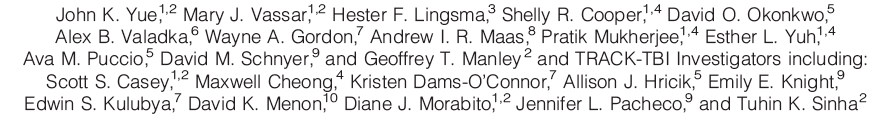 John K. Yue,1,2 Mary J. Vassar,1,2 Hester F. Lingsma,3 Shelly R. Cooper,1,4 David O. Okonkwo,5
Alex B. Valadka,6 Wayne A. Gordon,7 Andrew I. R. Maas,8 Pratik Mukherjee,1,4 Esther L. Yuh,1,4
Ava M. Puccio,5 David M. Schnyer,9 and Geoffrey T. Manley2 and TRACK-TBI Investigators including:
Scott S. Casey,1,2 Maxwell Cheong,4 Kristen Dams-O'Connor,7 Allison J. Hricik,5 Emily E. Knight,9
Edwin S. Kulubya,7 David K. Menon,10 Diane J. Morabito,1,2 Jennifer L. Pacheco,9 and Tuhin K. Sinha2